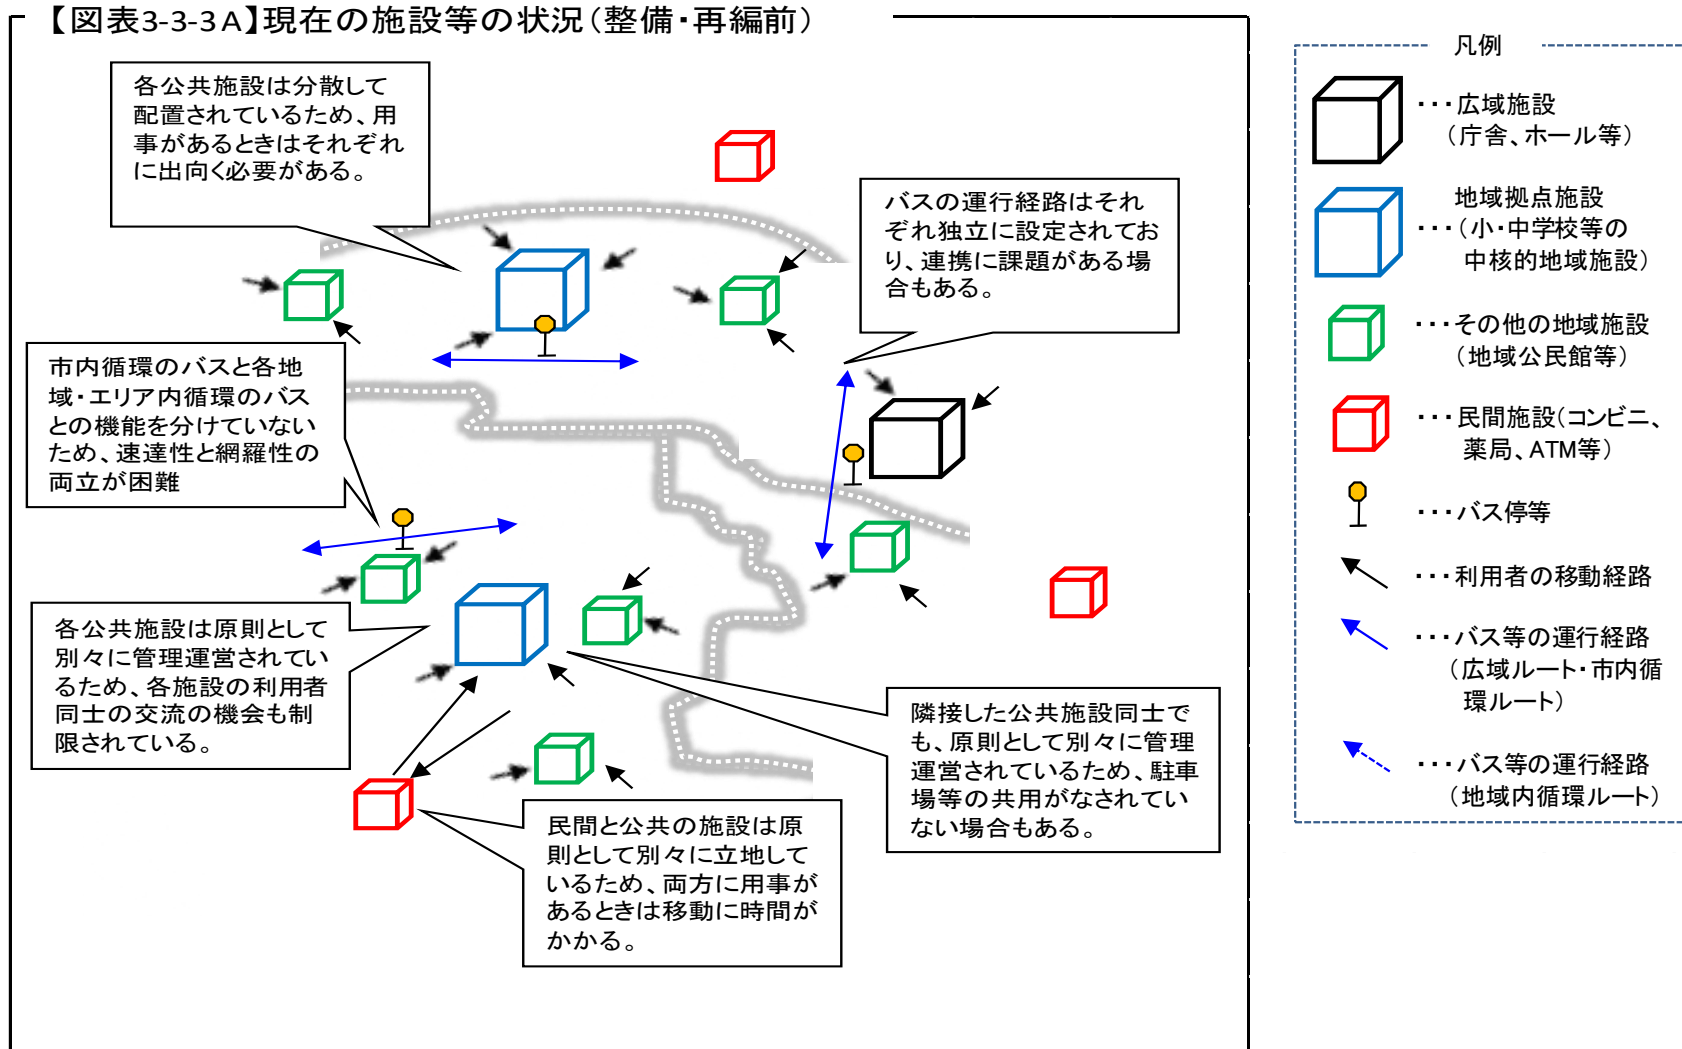 【図表3-3-3A】現在の施設等の状況(整備・再編前)
各公共施設は分散して
配置されているため、用
事があるときはそれぞれ
に出向く必要がある。
バスの運行経路はそれ
ぞれ独立に設定されてお
り、連携に課題がある場
合もある。
市内循環のバスと各地
域・エリア内循環のバス
との機能を分けていない
ため、速達性と網羅性の
両立が困難
各公共施設は原則として
別々に管理運営されてい
るため、各施設の利用者
同士の交流の機会も制
限されている。
隣接した公共施設同士で
も、原則として別々に管理
運営されているため、駐車
場等の共用がなされてい
ない場合もある。
民間と公共の施設は原
則として別々に立地して
いるため、両方に用事が
あるときは移動に時間が
かかる。
凡例
・・・広域施設
(庁舎、ホール等)
地域拠点施設
・・・(小・中学校等の
中核的地域施設)
・・・その他の地域施設
(地域公民館等)
・・・民間施設(コンビニ、
薬局、ATM等)
・・・バス停等
・・・利用者の移動経路
・・・バス等の運行経路
(広域ルート・市内循
環ルート)
・・・バス等の運行経路
(地域内循環ルート)